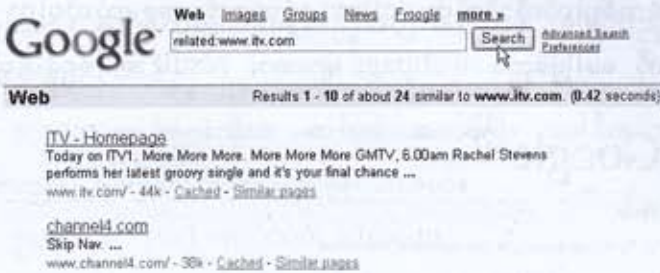 Web Images Groups News Froogle more »
Google related:www.itv.com Search Advanced Search
Preferences
Web Results 1 - 10 of about 24 similar to www.itv.com. (0.42 seconds)
ITV - Homepage
Today on ITV1. More More More. More More More GMTV, 6.00am Rachel Stevens
performs her latest groovy single and it's your final chance ...
www.itv.com/ - 44k - Cached - Similar pages
channel4.com
Skip Nav. ...
www.channel4.com/ - 38k - Cached - Similar pages